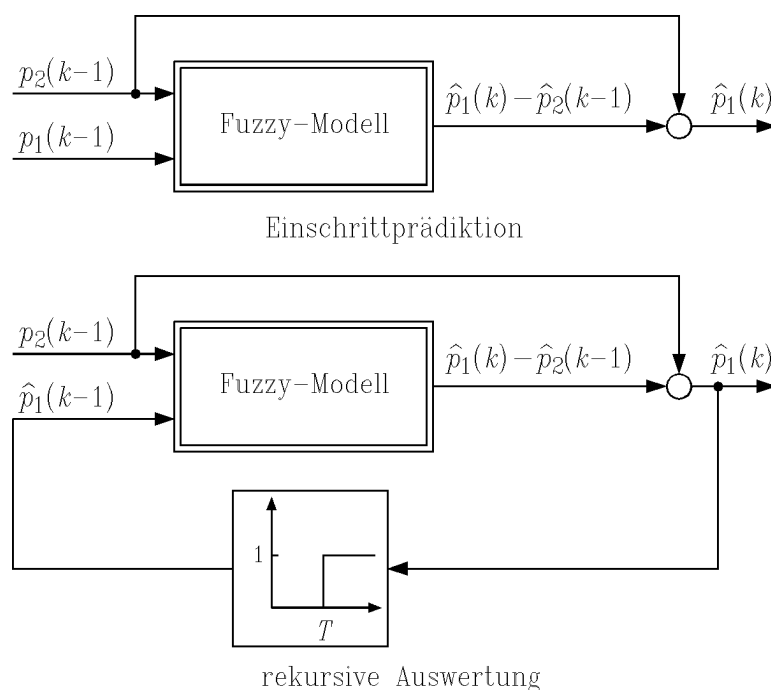 p₂(k−1)
p₁(k−1)
Fuzzy-Modell
p̂₁(k)−p̂₂(k−1)
p̂₁(k)
Einschrittprädiktion
p₂(k−1)
p̂₁(k−1)
Fuzzy-Modell
p̂₁(k)−p̂₂(k−1)
p̂₁(k)
1
T
rekursive Auswertung